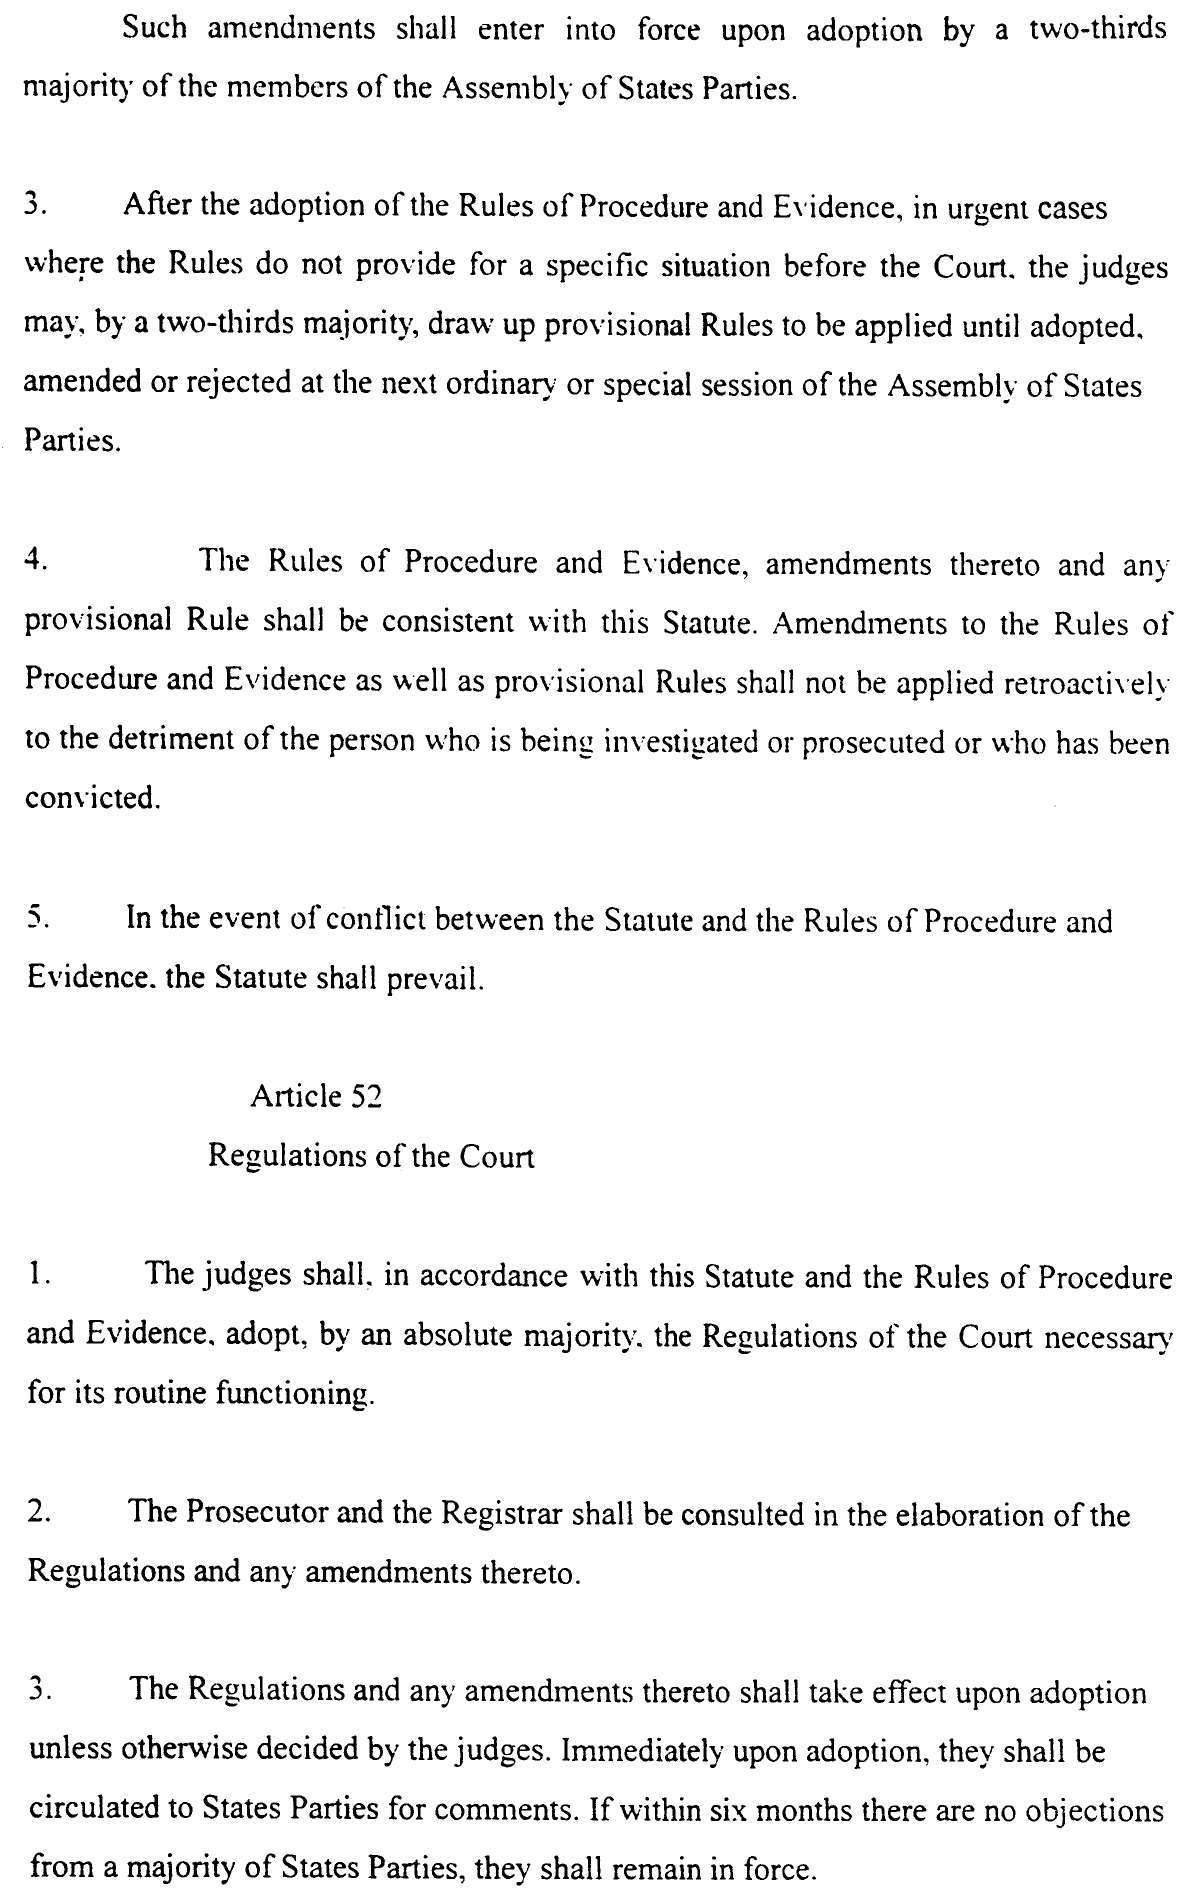 Such amendments shall enter into force upon adoption by a two-thirds
majority of the members of the Assembly of States Parties.
3. After the adoption of the Rules of Procedure and Evidence, in urgent cases
where the Rules do not provide for a specific situation before the Court, the judges
may, by a two-thirds majority, draw up provisional Rules to be applied until adopted,
amended or rejected at the next ordinary or special session of the Assembly of States
Parties.
4. The Rules of Procedure and Evidence, amendments thereto and any
provisional Rule shall be consistent with this Statute. Amendments to the Rules of
Procedure and Evidence as well as provisional Rules shall not be applied retroactively
to the detriment of the person who is being investigated or prosecuted or who has been
convicted.
5. In the event of conflict between the Statute and the Rules of Procedure and
Evidence, the Statute shall prevail.
Article 52
Regulations of the Court
1. The judges shall, in accordance with this Statute and the Rules of Procedure
and Evidence, adopt, by an absolute majority, the Regulations of the Court necessary
for its routine functioning.
2. The Prosecutor and the Registrar shall be consulted in the elaboration of the
Regulations and any amendments thereto.
3. The Regulations and any amendments thereto shall take effect upon adoption
unless otherwise decided by the judges. Immediately upon adoption, they shall be
circulated to States Parties for comments. If within six months there are no objections
from a majority of States Parties, they shall remain in force.